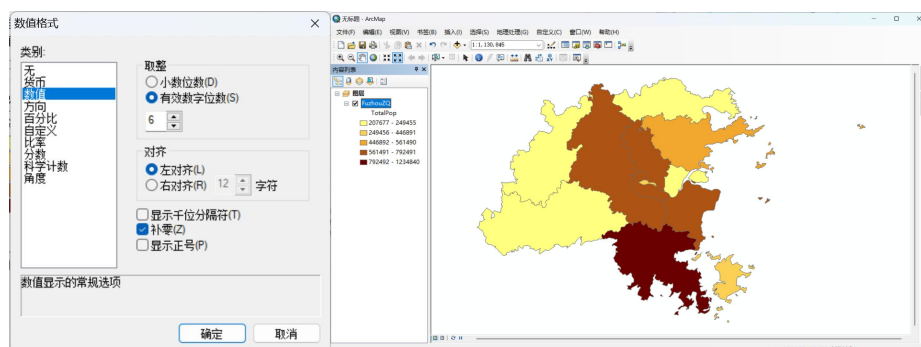 数值格式
类别:
无
货币
数值
方向
百分比
自定义
比率
分数
科学计数
角度
取整
小数位数(D)
有效数字位数(S)
6
对齐
左对齐(L)
右对齐(R) 12 字符
显示千位分隔符(T)
补零(Z)
显示正号(P)
数值显示的常规选项
确定 取消
无标题 - ArcMap
文件(F) 编辑(E) 视图(V) 书签(B) 插入(I) 选择(S) 地理处理(G) 自定义(C) 窗口(W) 帮助(H)
1:1,130,845
内容列表
图层
FuzhouZQ
TotalPop
207677 - 249455
249456 - 446891
446892 - 561490
561491 - 792491
792492 - 1234840